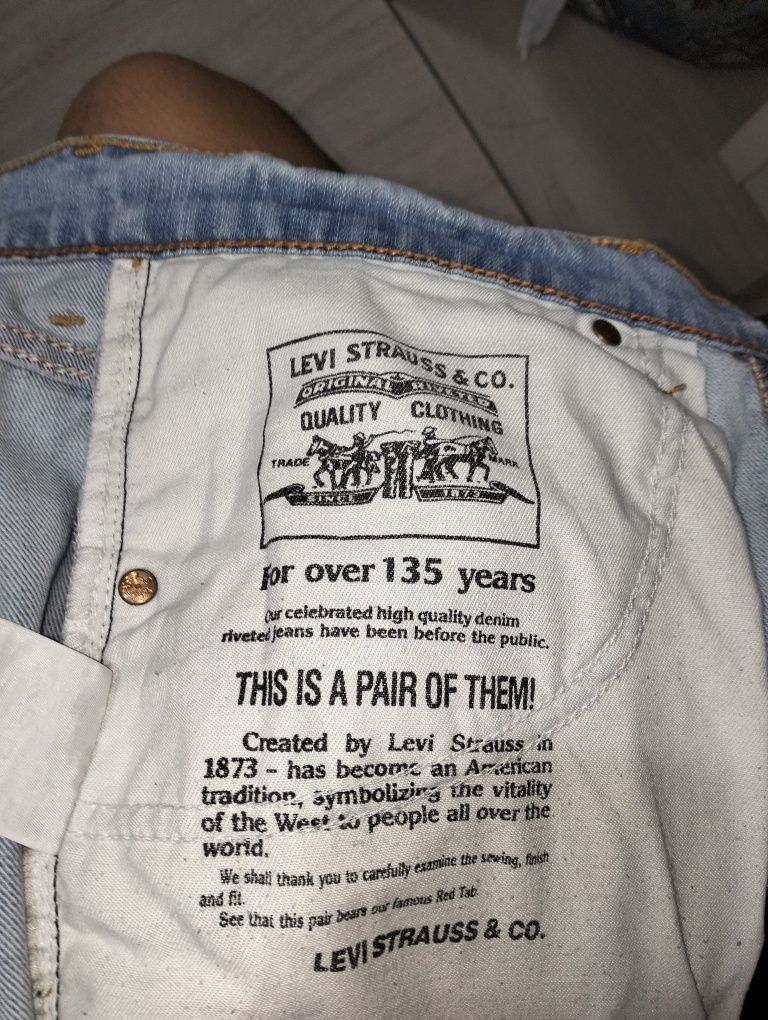 LEVI STRAUSS & CO.
ORIGINAL RIVETED
QUALITY CLOTHING
TRADE MARK
SINCE 1873
For over 135 years
Our celebrated high quality denim
riveted jeans have been before the public.
THIS IS A PAIR OF THEM!
Created by Levi Strauss in
1873 – has become an American
tradition, symbolizing the vitality
of the West to people all over the
world.
We shall thank you to carefully examine the sewing, finish
and fit.
See that this pair bears our famous Red Tab.
LEVI STRAUSS & CO.